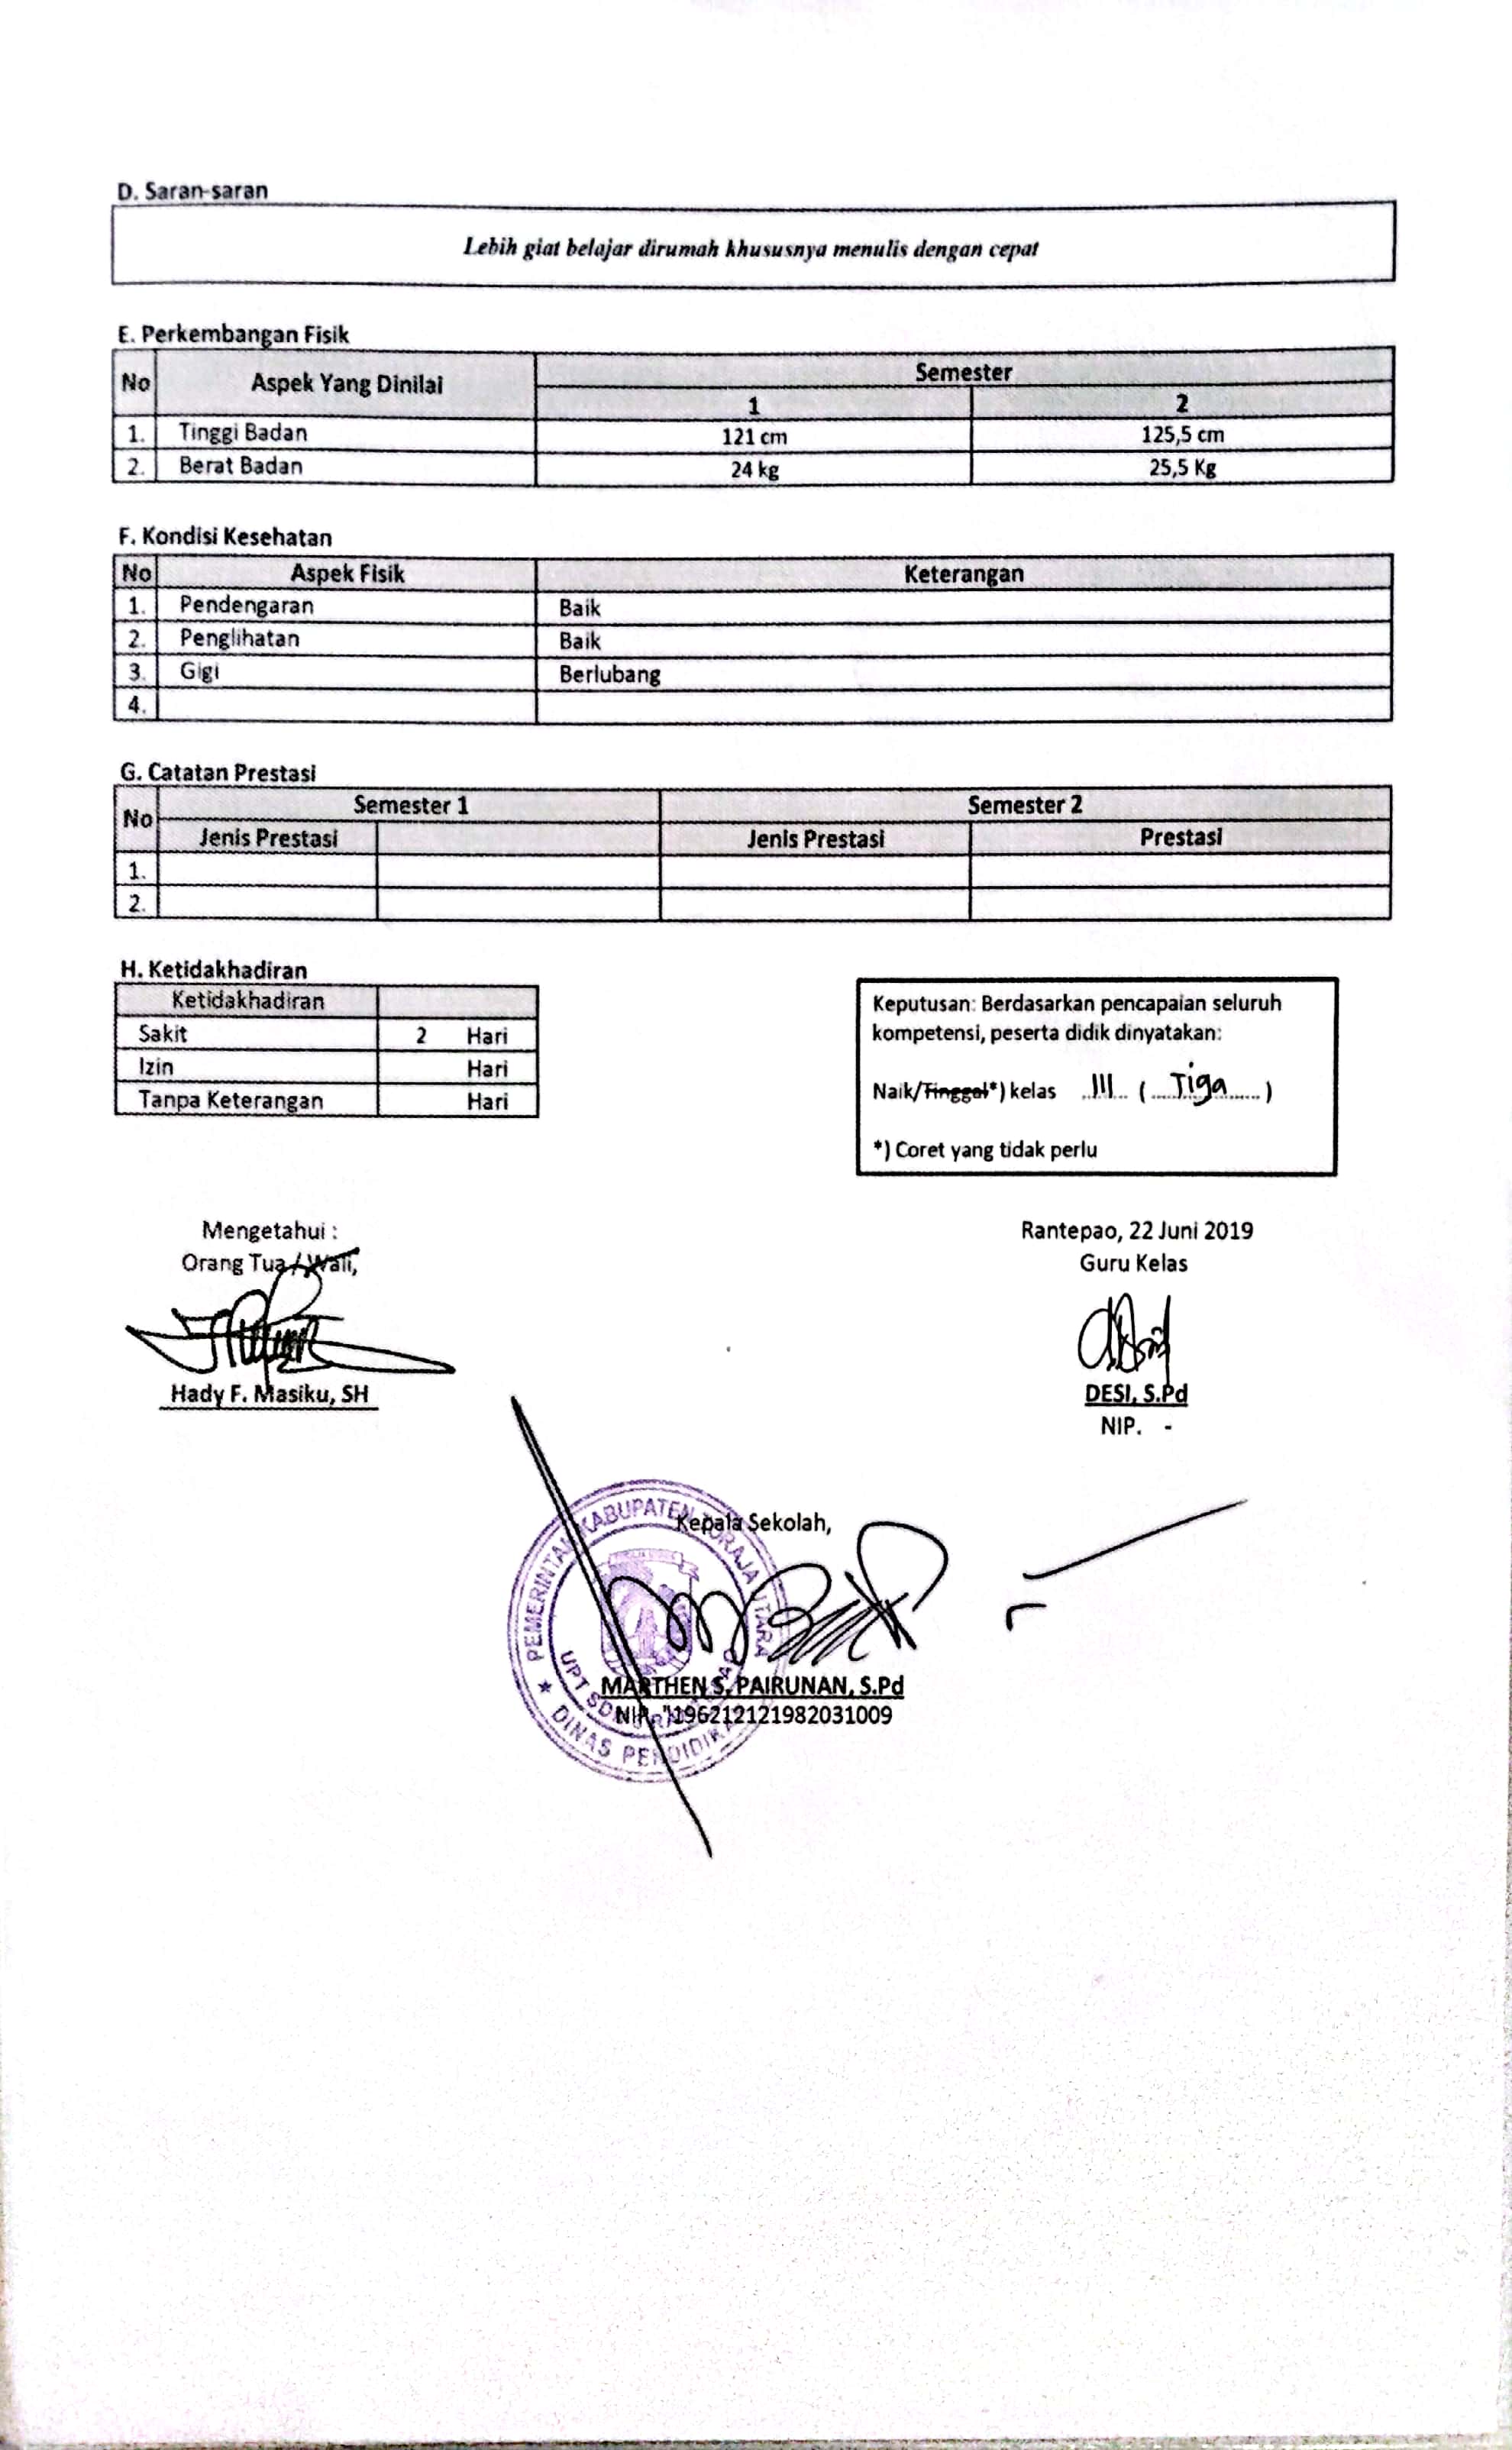 D. Saran-saran
Lebih giat belajar dirumah khususnya menulis dengan cepat
E. Perkembangan Fisik
No Aspek Yang Dinilai Semester
1 2
1. Tinggi Badan 121 cm 125,5 cm
2. Berat Badan 24 kg 25,5 Kg
F. Kondisi Kesehatan
No Aspek Fisik Keterangan
1. Pendengaran Baik
2. Penglihatan Baik
3. Gigi Berlubang
4.
G. Catatan Prestasi
No Semester 1 Semester 2
Jenis Prestasi Jenis Prestasi Prestasi
1.
2.
H. Ketidakhadiran
Ketidakhadiran
Sakit 2 Hari
Izin Hari
Tanpa Keterangan Hari
Keputusan: Berdasarkan pencapaian seluruh
kompetensi, peserta didik dinyatakan:
Naik/Tinggal*) kelas III (Tiga)
*) Coret yang tidak perlu
Mengetahui :
Orang Tua / Wali,
Hady F. Masiku, SH
Rantepao, 22 Juni 2019
Guru Kelas
DESI, S.Pd
NIP. -
Kepala Sekolah,
MARTHEN S. PAIRUNAN, S.Pd
NIP. 196212121982031009
PEMERINTAH KABUPATEN TORAJA UTARA
UPT SDN
DINAS PENDIDIKAN